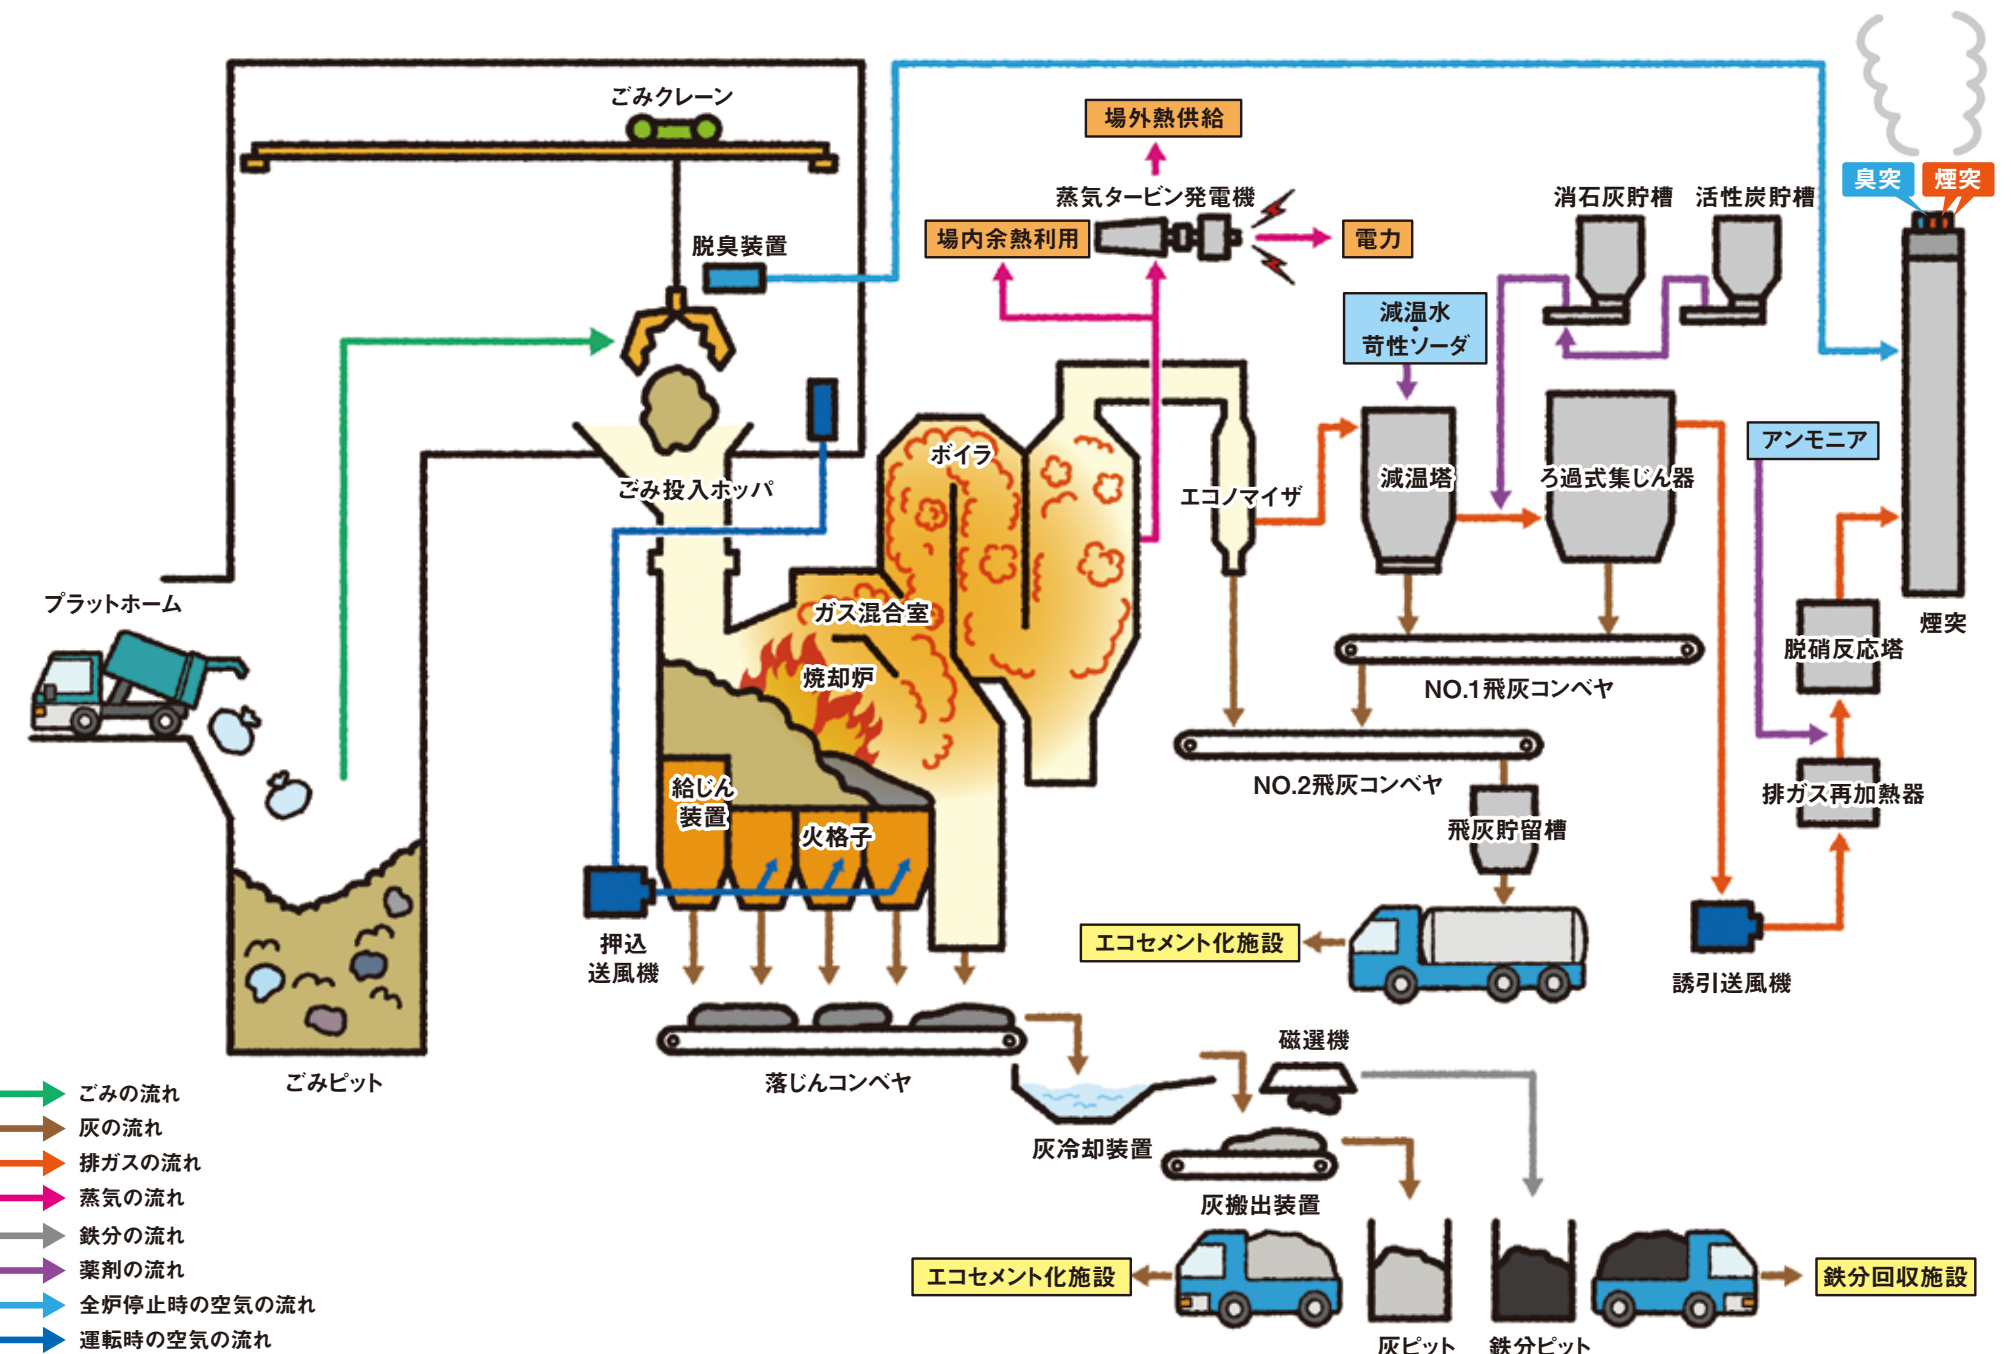 ごみクレーン
脱臭装置
場外熱供給
蒸気タービン発電機
場内余熱利用
電力
減温水
・
苛性ソーダ
消石灰貯槽
活性炭貯槽
臭突
煙突
ごみ投入ホッパ
ボイラ
エコノマイザ
減温塔
ろ過式集じん器
アンモニア
プラットホーム
ガス混合室
焼却炉
煙突
脱硝反応塔
NO.1飛灰コンベヤ
NO.2飛灰コンベヤ
排ガス再加熱器
給じん
装置
火格子
飛灰貯留槽
押込
送風機
エコセメント化施設
誘引送風機
ごみピット
落じんコンベヤ
磁選機
灰冷却装置
灰搬出装置
エコセメント化施設
鉄分回収施設
灰ピット
鉄分ピット
ごみの流れ
灰の流れ
排ガスの流れ
蒸気の流れ
鉄分の流れ
薬剤の流れ
全炉停止時の空気の流れ
運転時の空気の流れ